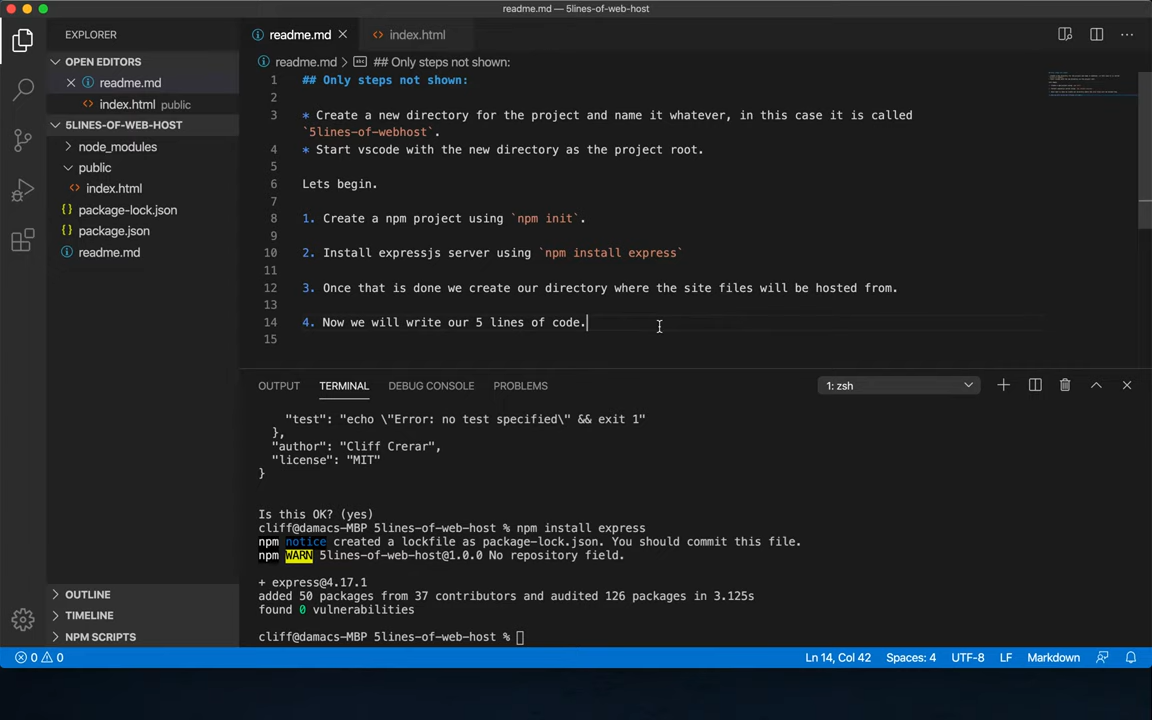 readme.md — 5lines-of-web-host
EXPLORER
OPEN EDITORS
readme.md
index.html public
5LINES-OF-WEB-HOST
node_modules
public
index.html
package-lock.json
package.json
readme.md
OUTLINE
TIMELINE
NPM SCRIPTS
readme.md
index.html
readme.md > ## Only steps not shown:
1 ## Only steps not shown:
2
3 * Create a new directory for the project and name it whatever, in this case it is called
`5lines-of-webhost`.
4 * Start vscode with the new directory as the project root.
5
6 Lets begin.
7
8 1. Create a npm project using `npm init`.
9
10 2. Install expressjs server using `npm install express`
11
12 3. Once that is done we create our directory where the site files will be hosted from.
13
14 4. Now we will write our 5 lines of code.
15
OUTPUT TERMINAL DEBUG CONSOLE PROBLEMS 1: zsh
"test": "echo \"Error: no test specified\" && exit 1"
},
"author": "Cliff Crerar",
"license": "MIT"
}
Is this OK? (yes)
cliff@damacs-MBP 5lines-of-web-host % npm install express
npm notice created a lockfile as package-lock.json. You should commit this file.
npm WARN 5lines-of-web-host@1.0.0 No repository field.
+ express@4.17.1
added 50 packages from 37 contributors and audited 126 packages in 3.125s
found 0 vulnerabilities
cliff@damacs-MBP 5lines-of-web-host %
0 0 Ln 14, Col 42 Spaces: 4 UTF-8 LF Markdown